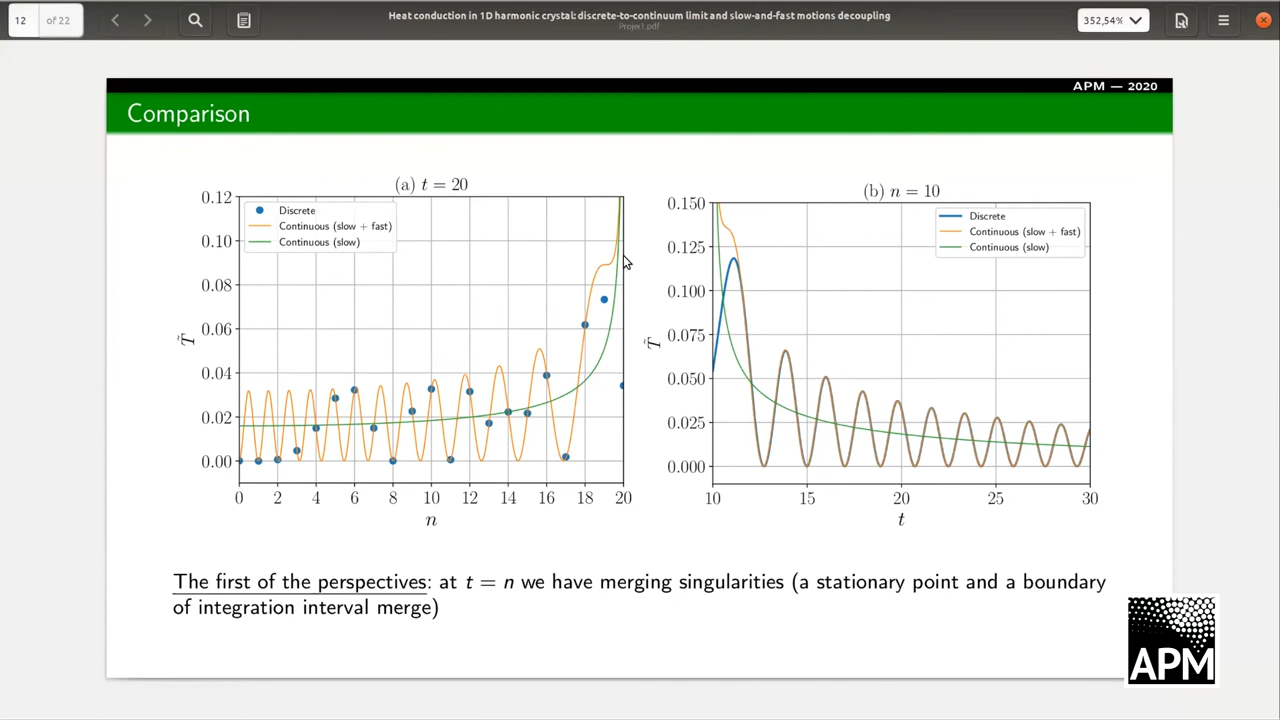 12 of 22
Heat conduction in 1D harmonic crystal: discrete-to-continuum limit and slow-and-fast motions decoupling
Project.pdf
352,54%
APM — 2020
Comparison
(a) t = 20
0.12
0.10
0.08
0.06
0.04
0.02
0.00
T̃
Discrete
Continuous (slow + fast)
Continuous (slow)
0 2 4 6 8 10 12 14 16 18 20
n
(b) n = 10
0.150
0.125
0.100
0.075
0.050
0.025
0.000
T̃
Discrete
Continuous (slow + fast)
Continuous (slow)
10 15 20 25 30
t
The first of the perspectives: at t = n we have merging singularities (a stationary point and a boundary
of integration interval merge)
APM